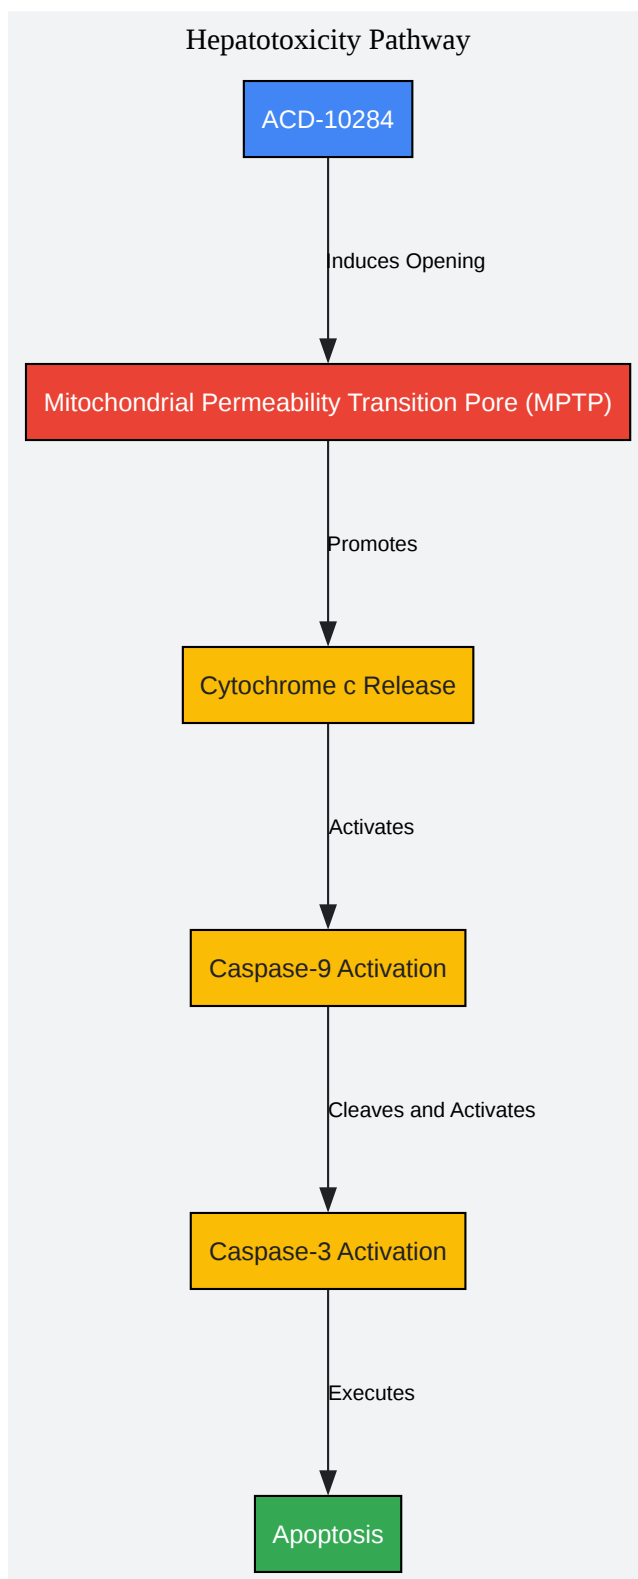 Hepatotoxicity Pathway
ACD-10284
Induces Opening
Mitochondrial Permeability Transition Pore (MPTP)
Promotes
Cytochrome c Release
Activates
Caspase-9 Activation
Cleaves and Activates
Caspase-3 Activation
Executes
Apoptosis